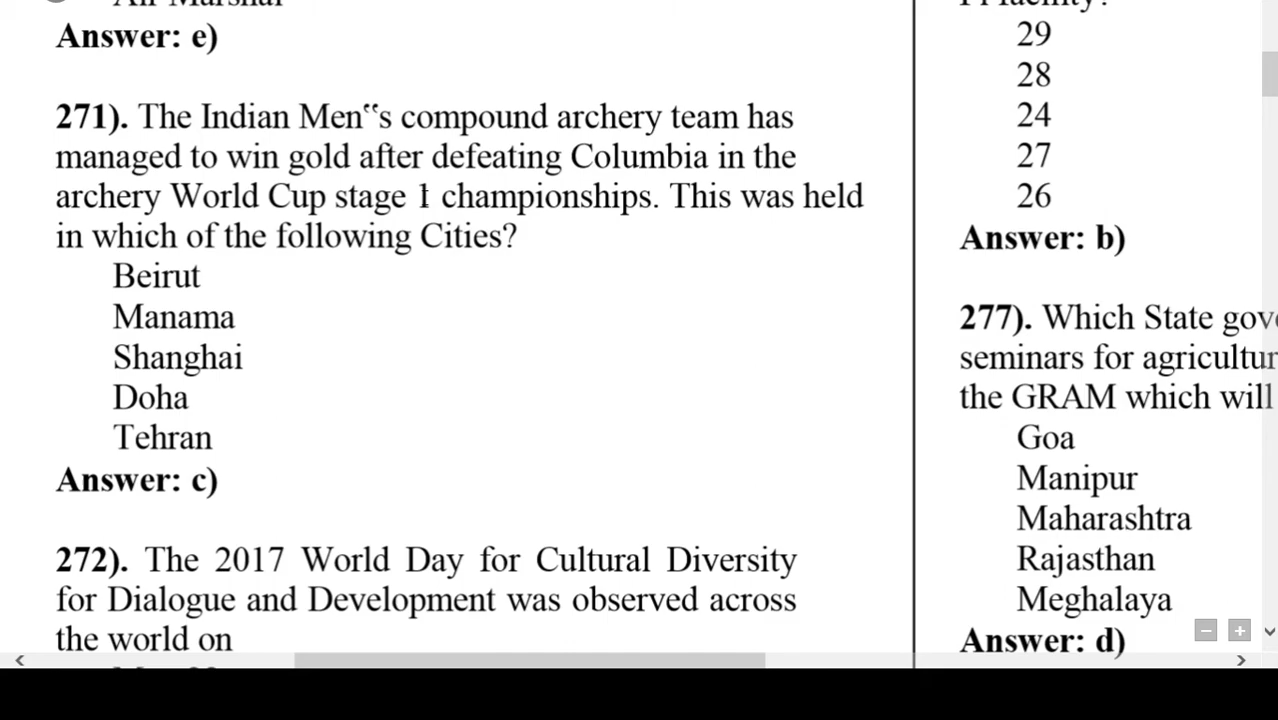 Answer: e)
271). The Indian Men‟s compound archery team has
managed to win gold after defeating Columbia in the
archery World Cup stage 1 championships. This was held
in which of the following Cities?
Beirut
Manama
Shanghai
Doha
Tehran
Answer: c)
272). The 2017 World Day for Cultural Diversity
for Dialogue and Development was observed across
the world on
29
28
24
27
26
Answer: b)
277). Which State gov
seminars for agricultur
the GRAM which will
Goa
Manipur
Maharashtra
Rajasthan
Meghalaya
Answer: d)